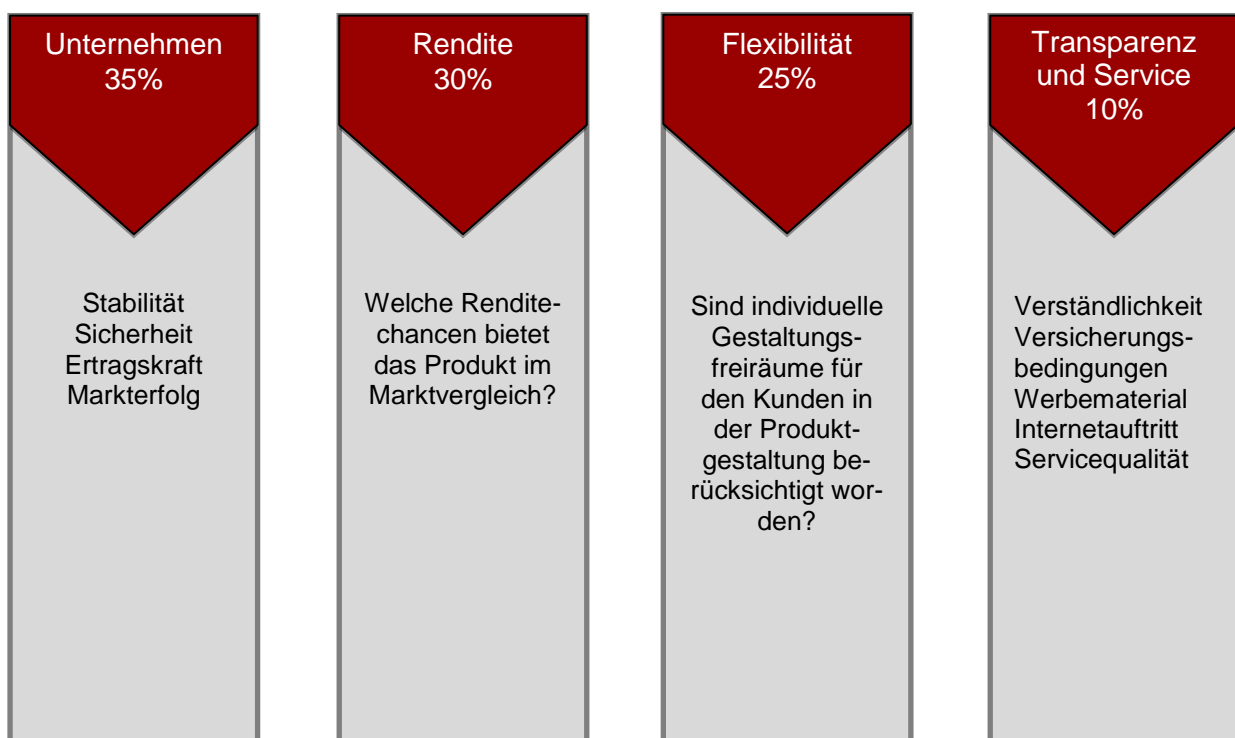 Unternehmen
35%
Stabilität
Sicherheit
Ertragskraft
Markterfolg
Rendite
30%
Welche Rendite-
chancen bietet
das Produkt im
Marktvergleich?
Flexibilität
25%
Sind individuelle
Gestaltungs-
freiräume für
den Kunden in
der Produkt-
gestaltung be-
rücksichtigt wor-
den?
Transparenz
und Service
10%
Verständlichkeit
Versicherungs-
bedingungen
Werbematerial
Internetauftritt
Servicequalität